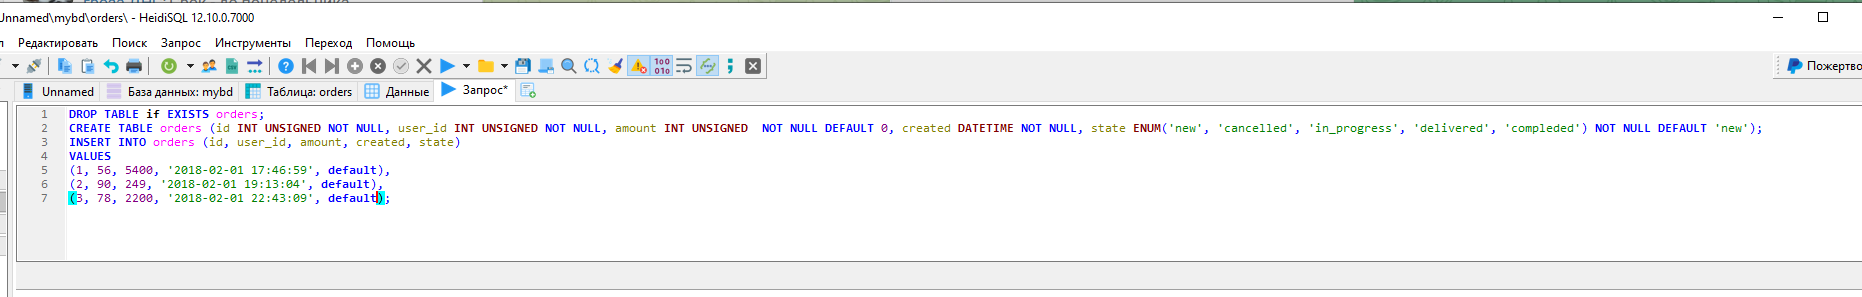 Unnamed\mybd\orders\ - HeidiSQL 12.10.0.7000
Редактировать Поиск Запрос Инструменты Переход Помощь
Пожертво
Unnamed База данных: mybd Таблица: orders Данные Запрос*
1 DROP TABLE if EXISTS orders;
2 CREATE TABLE orders (id INT UNSIGNED NOT NULL, user_id INT UNSIGNED NOT NULL, amount INT UNSIGNED  NOT NULL DEFAULT 0, created DATETIME NOT NULL, state ENUM('new', 'cancelled', 'in_progress', 'delivered', 'compleded') NOT NULL DEFAULT 'new');
3 INSERT INTO orders (id, user_id, amount, created, state)
4 VALUES
5 (1, 56, 5400, '2018-02-01 17:46:59', default),
6 (2, 90, 249, '2018-02-01 19:13:04', default),
7 (3, 78, 2200, '2018-02-01 22:43:09', default);